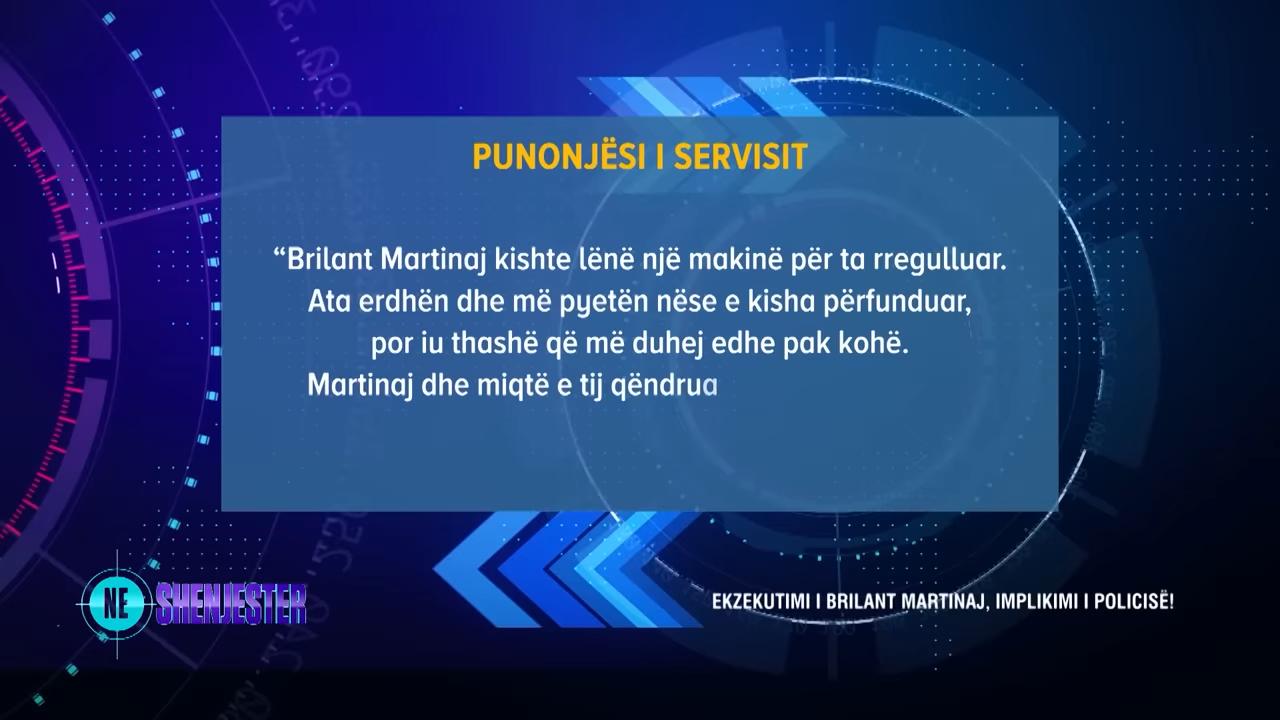 PUNONJËSI I SERVISIT
“Brilant Martinaj kishte lënë një makinë për ta rregulluar.
Ata erdhën dhe më pyetën nëse e kisha përfunduar,
por iu thashë që më duhej edhe pak kohë.
Martinaj dhe miqtë e tij qëndrua
NE SHENJESTER
EKZEKUTIMI I BRILANT MARTINAJ, IMPLIKIMI I POLICISË!